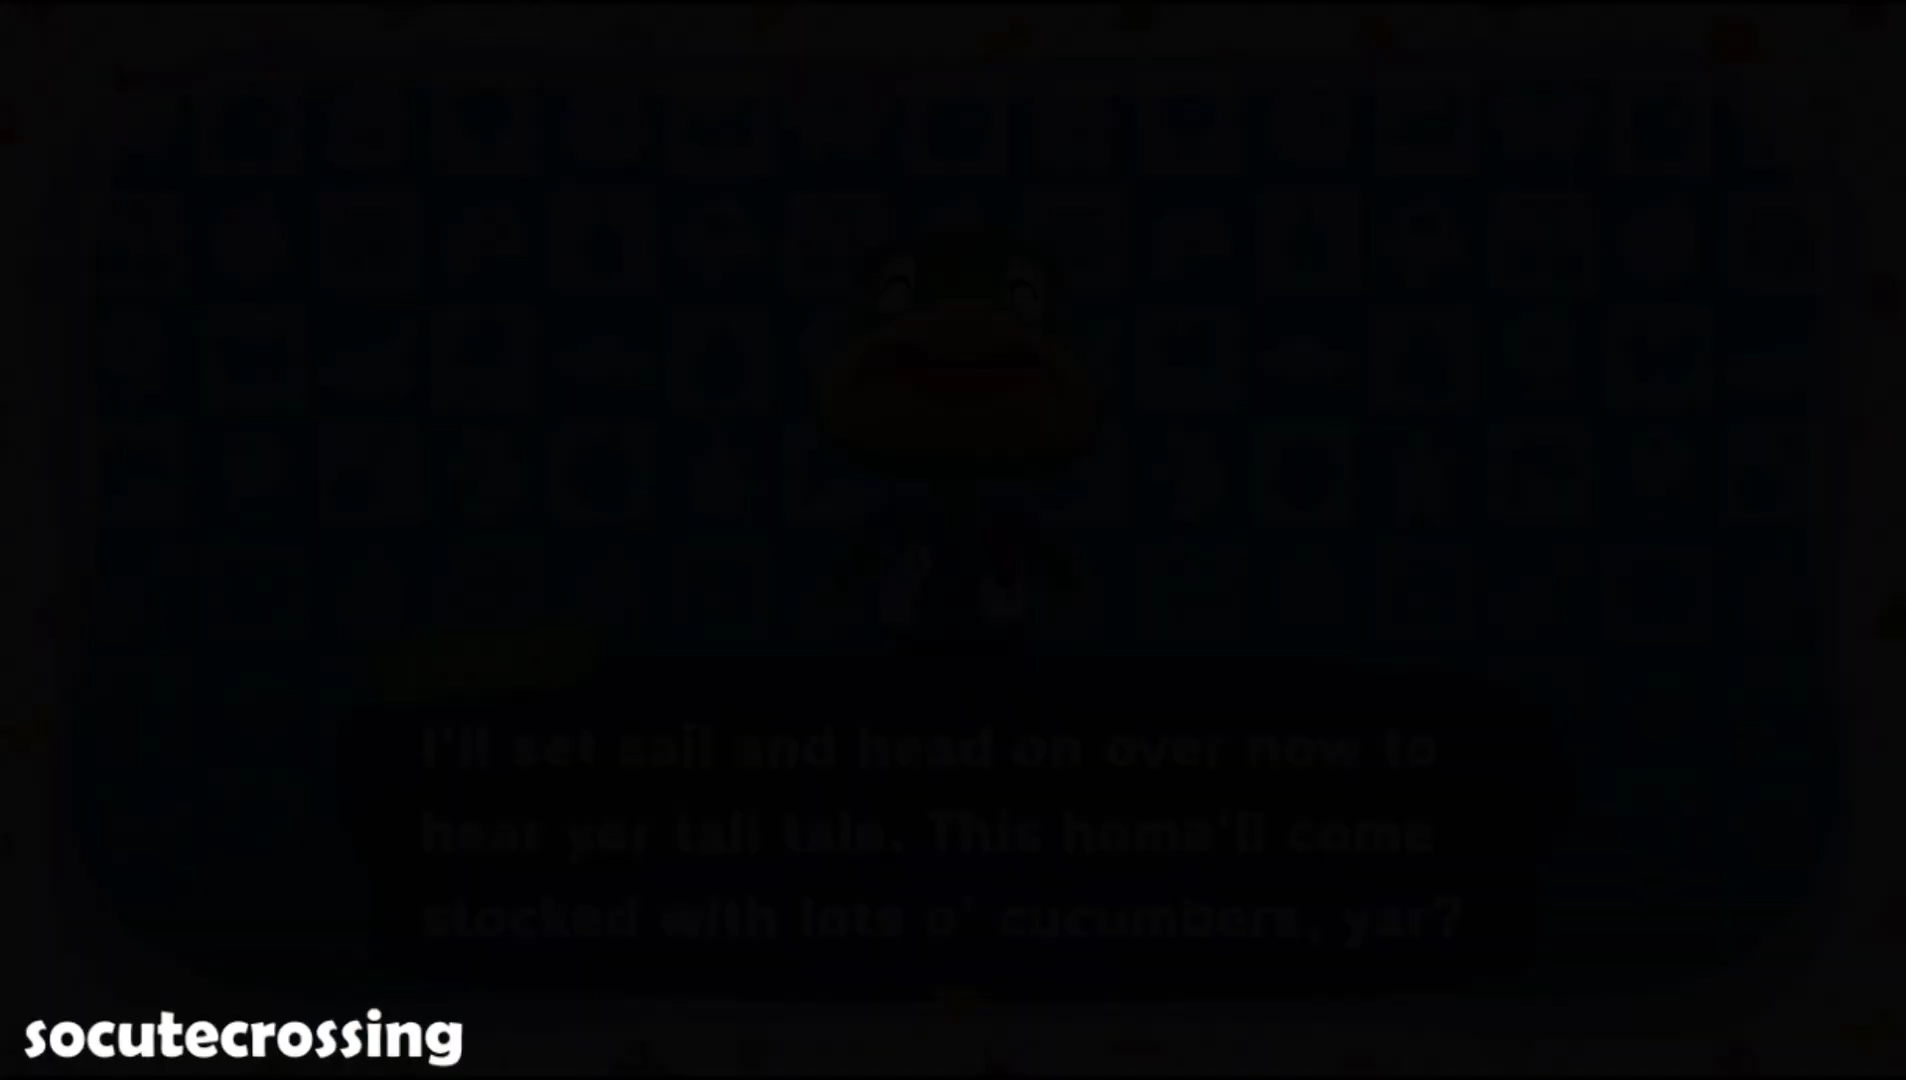 I'll set sail and head on over now to
hear yer tall tale. This home'll come
stocked with lots o' cucumbers, yar?
socutecrossing